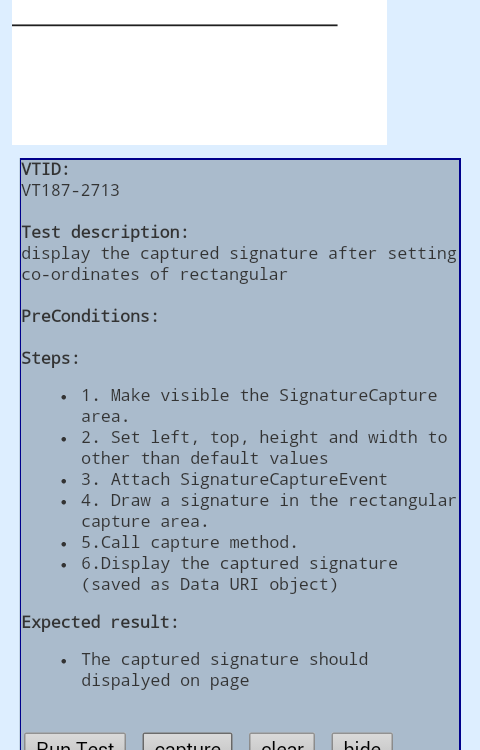 VTID:
VT187-2713
Test description:
display the captured signature after setting
co-ordinates of rectangular
PreConditions:
Steps:
• 1. Make visible the SignatureCapture
area.
• 2. Set left, top, height and width to
other than default values
• 3. Attach SignatureCaptureEvent
• 4. Draw a signature in the rectangular
capture area.
• 5.Call capture method.
• 6.Display the captured signature
(saved as Data URI object)
Expected result:
• The captured signature should
dispalyed on page
Run Test capture clear hide